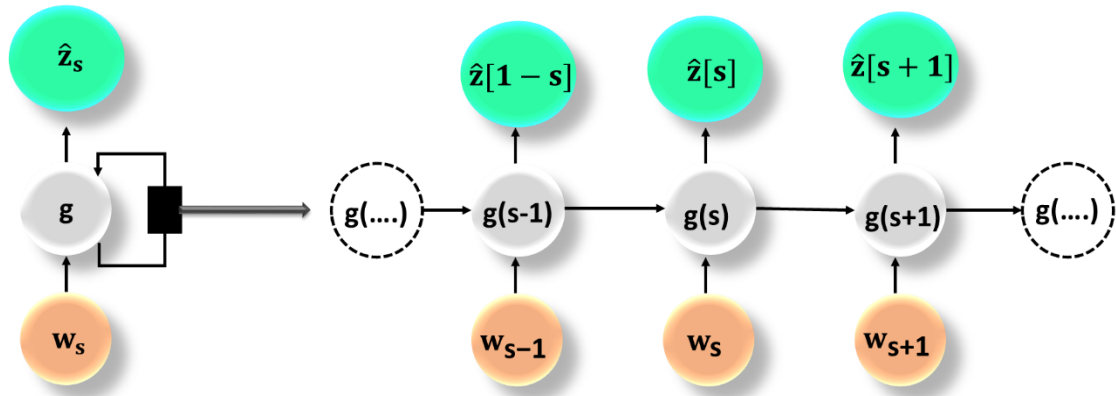 ẑₛ ẑ[1 − s] ẑ[s] ẑ[s + 1]
g g(....) g(s-1) g(s) g(s+1) g(....)
wₛ wₛ₋₁ wₛ wₛ₊₁